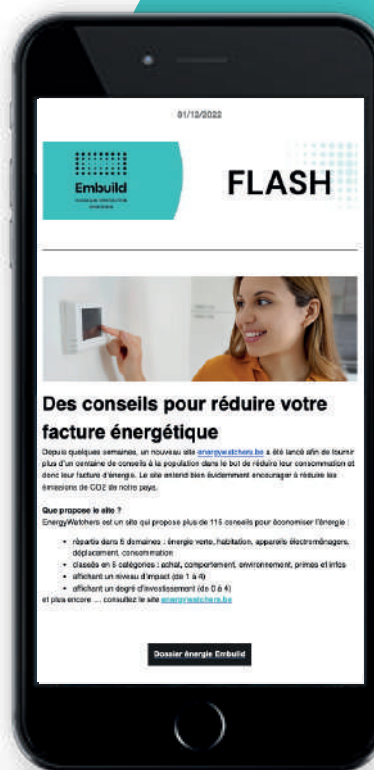 01/12/2022
Embuild
FLASH
Des conseils pour réduire votre
facture énergétique
Depuis quelques semaines, un nouveau site energywatchers.be a été lancé afin de fournir
plus d'un centaine de conseils à la population dans le but de réduire leur consommation et
donc leur facture d'énergie. Le site entend bien évidemment encourager à réduire les
émissions de CO2 de notre pays.
Que propose le site ?
EnergyWatchers est un site qui propose plus de 115 conseils pour économiser l'énergie :
• répartis dans 5 domaines : énergie verte, habitation, appareils électroménagers,
déplacement, consommation
• classés en 5 catégories : achat, comportement, environnement, primes et infos
• affichant un niveau d'impact (de 1 à 4)
• affichant un degré d'investissement (de 0 à 4)
et plus encore … consultez le site energywatchers.be
Dossier énergie Embuild